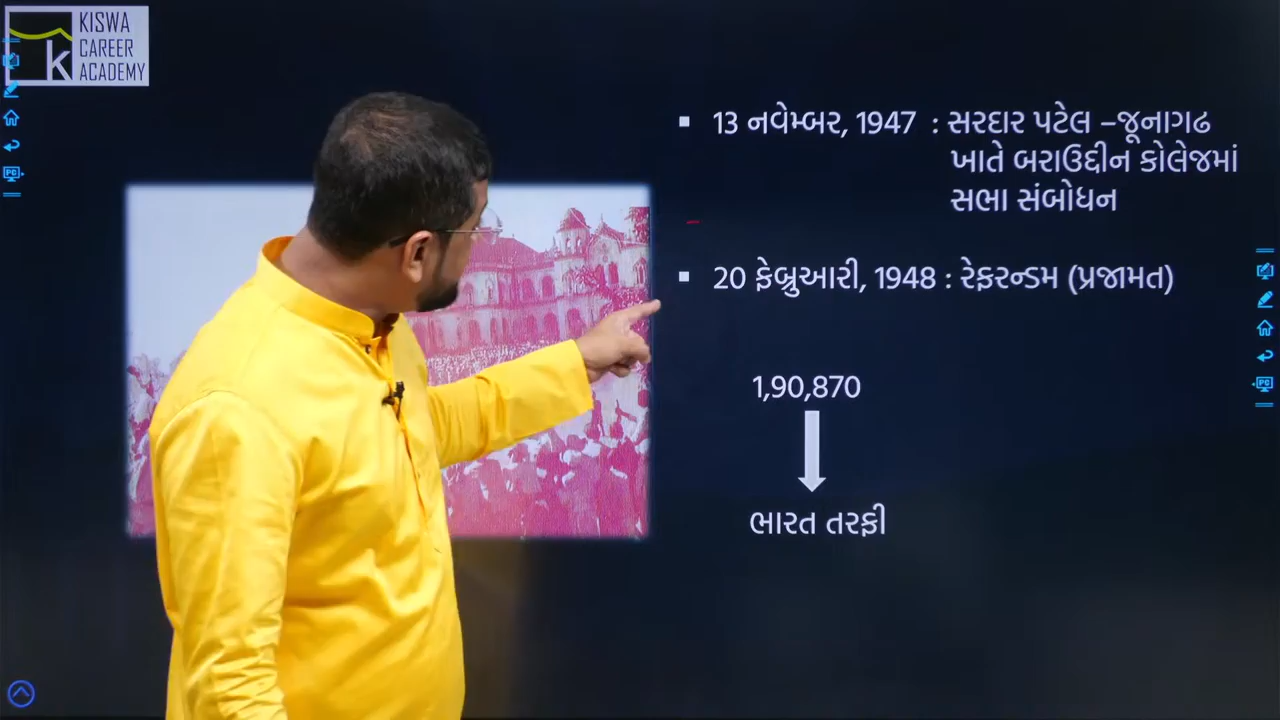 KISWA
CAREER
ACADEMY
13 નવેમ્બર, 1947 : સરદાર પટેલ –જૂનાગઢ
ખાતે બરાઉદ્દીન કોલેજમાં
સભા સંબોધન
20 ફેબ્રુઆરી, 1948 : રેફરન્ડમ (પ્રજામત)
1,90,870
ભારત તરફી